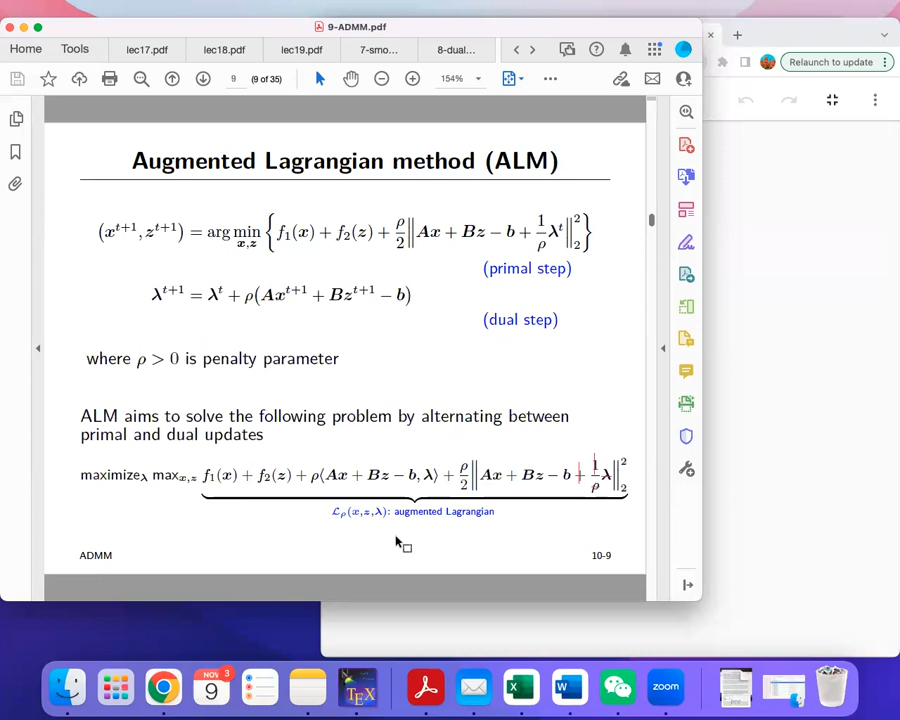 9-ADMM.pdf
Home Tools lec17.pdf lec18.pdf lec19.pdf 7-smo... 8-dual...
Relaunch to update
9 (9 of 35) 154%
Augmented Lagrangian method (ALM)
(x^{t+1}, z^{t+1}) = arg min_{x,z} { f_1(x) + f_2(z) + ρ/2 ‖Ax + Bz − b + 1/ρ λ^t‖_2^2 }
(primal step)
λ^{t+1} = λ^t + ρ(Ax^{t+1} + Bz^{t+1} − b)
(dual step)
where ρ > 0 is penalty parameter
ALM aims to solve the following problem by alternating between
primal and dual updates
maximize_λ max_{x,z} f_1(x) + f_2(z) + ρ⟨Ax + Bz − b, λ⟩ + ρ/2 ‖Ax + Bz − b + 1/ρ λ‖_2^2
𝓛_ρ(x,z,λ): augmented Lagrangian
ADMM 10-9
NOV 3
9
TEX
zoom